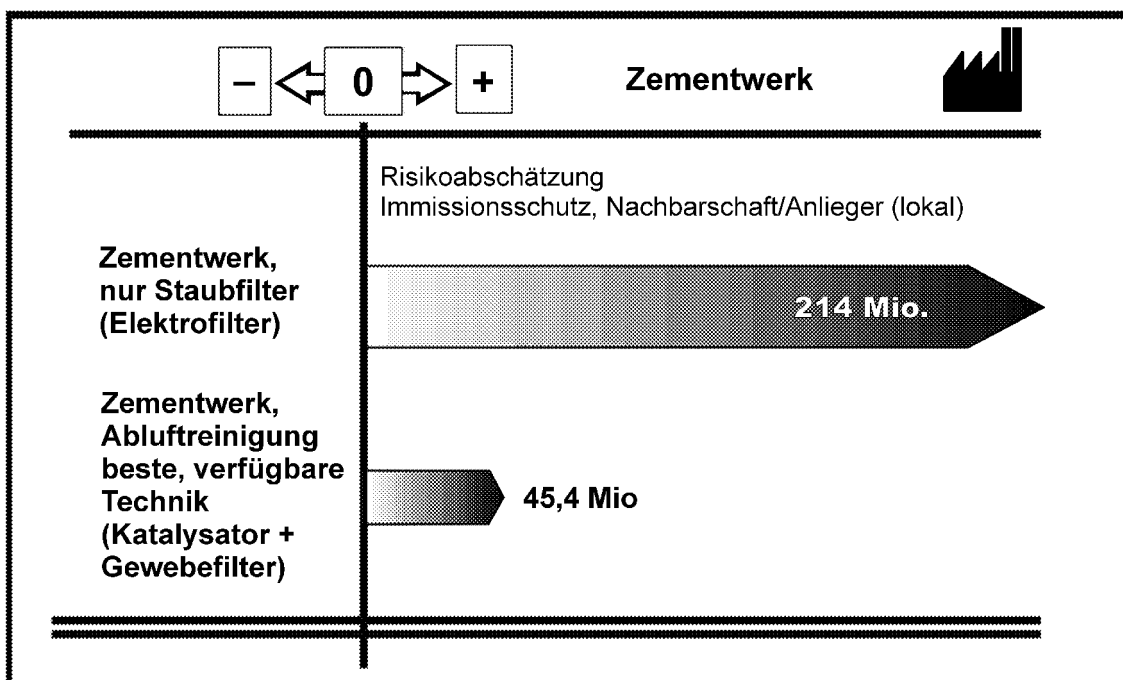 – 0 + Zementwerk
Risikoabschätzung
Immissionsschutz, Nachbarschaft/Anlieger (lokal)
Zementwerk,
nur Staubfilter
(Elektrofilter)
214 Mio.
Zementwerk,
Abluftreinigung
beste, verfügbare
Technik
(Katalysator +
Gewebefilter)
45,4 Mio